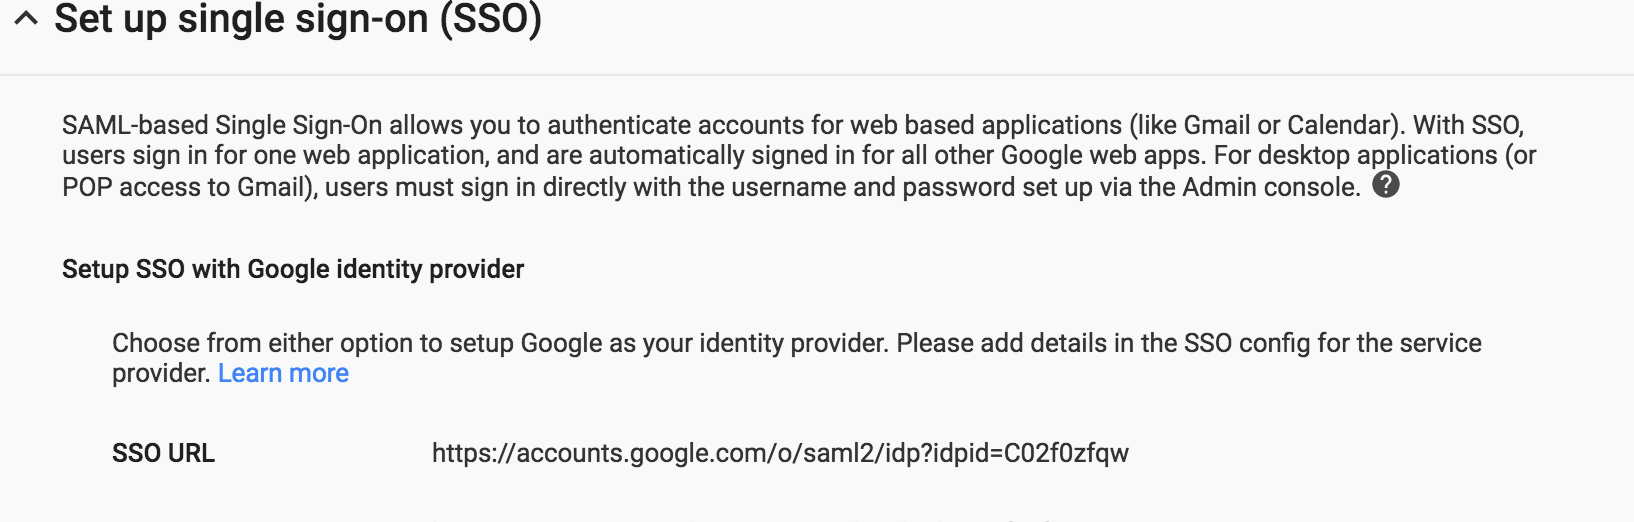 Set up single sign-on (SSO)
SAML-based Single Sign-On allows you to authenticate accounts for web based applications (like Gmail or Calendar). With SSO,
users sign in for one web application, and are automatically signed in for all other Google web apps. For desktop applications (or
POP access to Gmail), users must sign in directly with the username and password set up via the Admin console. ?
Setup SSO with Google identity provider
Choose from either option to setup Google as your identity provider. Please add details in the SSO config for the service
provider. Learn more
SSO URL https://accounts.google.com/o/saml2/idp?idpid=C02f0zfqw